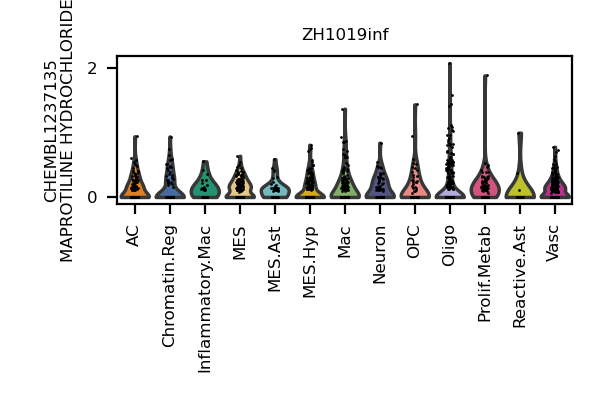 ZH1019inf
CHEMBL1237135
MAPROTILINE HYDROCHLORIDE
2
0
AC
Chromatin.Reg
Inflammatory.Mac
MES
MES.Ast
MES.Hyp
Mac
Neuron
OPC
Oligo
Prolif.Metab
Reactive.Ast
Vasc